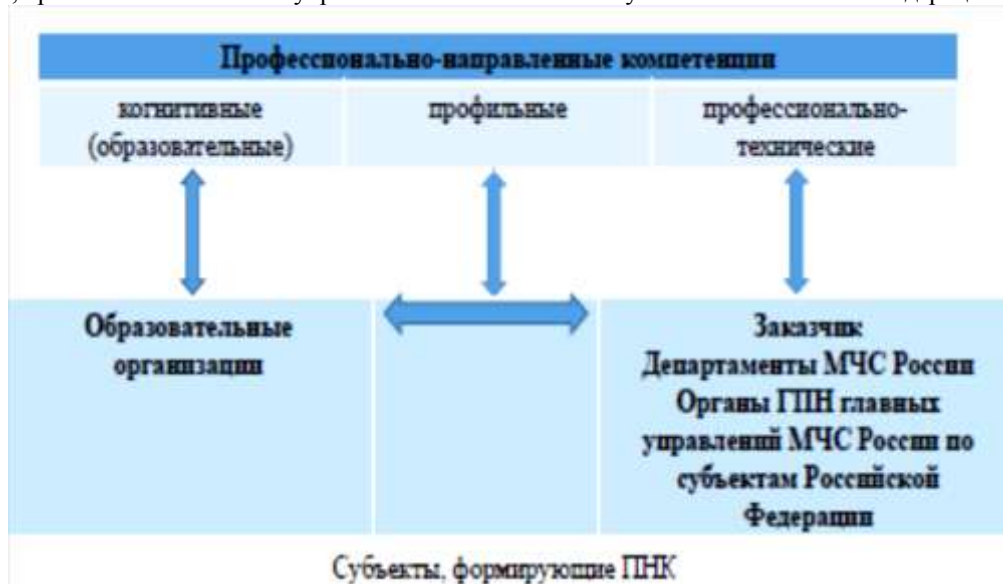 Профессионально-направленные компетенции
когнитивные
(образовательные)
профильные
профессионально-
технические
Образовательные
организации
Заказчик
Департаменты МЧС России
Органы ГПН главных
управлений МЧС России по
субъектам Российской
Федерации
Субъекты, формирующие ПНК